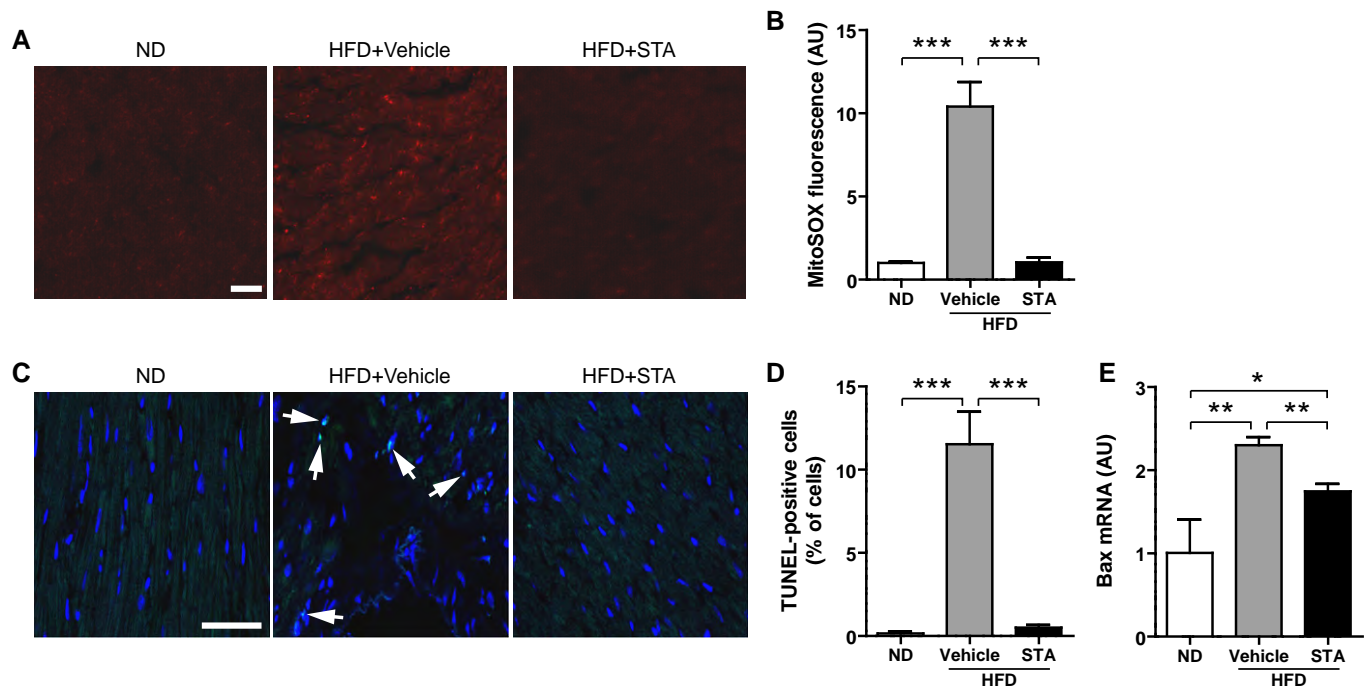 A
ND
HFD+Vehicle
HFD+STA
B
MitoSOX fluorescence (AU)
15
10
5
0
***
***
ND
Vehicle
STA
HFD
C
ND
HFD+Vehicle
HFD+STA
D
TUNEL-positive cells
(% of cells)
15
10
5
0
***
***
ND
Vehicle
STA
HFD
E
Bax mRNA (AU)
3
2
1
0
*
**
**
ND
Vehicle
STA
HFD